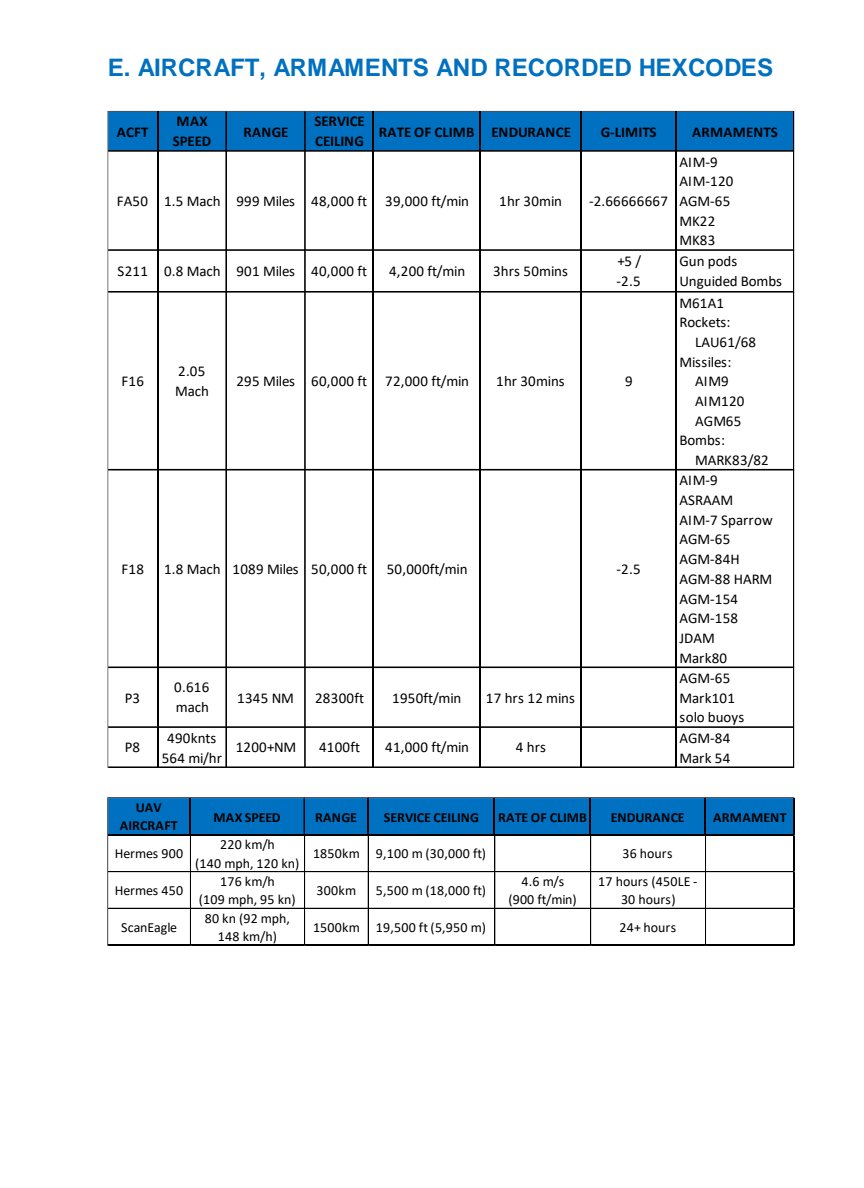 E. AIRCRAFT, ARMAMENTS AND RECORDED HEXCODES
ACFT MAX SPEED RANGE SERVICE CEILING RATE OF CLIMB ENDURANCE G-LIMITS ARMAMENTS
FA50 1.5 Mach 999 Miles 48,000 ft 39,000 ft/min 1hr 30min -2.66666667
AIM-9
AIM-120
AGM-65
MK22
MK83
S211 0.8 Mach 901 Miles 40,000 ft 4,200 ft/min 3hrs 50mins
+5 /
-2.5
Gun pods
Unguided Bombs
F16
2.05
Mach
295 Miles 60,000 ft 72,000 ft/min 1hr 30mins 9
M61A1
Rockets:
LAU61/68
Missiles:
AIM9
AIM120
AGM65
Bombs:
MARK83/82
F18 1.8 Mach 1089 Miles 50,000 ft 50,000ft/min -2.5
AIM-9
ASRAAM
AIM-7 Sparrow
AGM-65
AGM-84H
AGM-88 HARM
AGM-154
AGM-158
JDAM
Mark80
P3
0.616
mach
1345 NM 28300ft 1950ft/min 17 hrs 12 mins
AGM-65
Mark101
solo buoys
P8
490knts
564 mi/hr
1200+NM 4100ft 41,000 ft/min 4 hrs
AGM-84
Mark 54
UAV
AIRCRAFT
MAX SPEED RANGE SERVICE CEILING RATE OF CLIMB ENDURANCE ARMAMENT
Hermes 900
220 km/h
(140 mph, 120 kn)
1850km 9,100 m (30,000 ft) 36 hours
Hermes 450
176 km/h
(109 mph, 95 kn)
300km 5,500 m (18,000 ft)
4.6 m/s
(900 ft/min)
17 hours (450LE -
30 hours)
ScanEagle
80 kn (92 mph,
148 km/h)
1500km 19,500 ft (5,950 m) 24+ hours